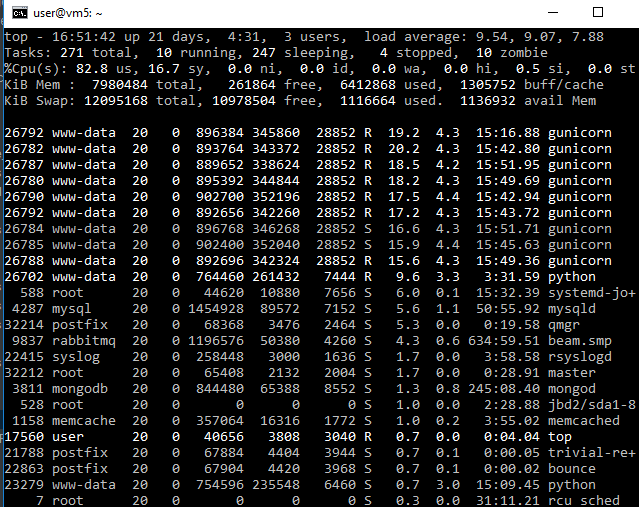 user@vm5: ~
top - 16:51:42 up 21 days,  4:31,  3 users,  load average: 9.54, 9.07, 7.88
Tasks: 271 total,  10 running, 247 sleeping,   4 stopped,  10 zombie
%Cpu(s): 82.8 us, 16.7 sy,  0.0 ni,  0.0 id,  0.0 wa,  0.0 hi,  0.5 si,  0.0 st
KiB Mem :  7980484 total,   261864 free,  6412868 used,  1305752 buff/cache
KiB Swap: 12095168 total, 10978504 free,  1116664 used.  1136932 avail Mem
26792 www-data  20   0  896384 345860  28852 R  19.2  4.3  15:16.88 gunicorn
26782 www-data  20   0  893764 343372  28852 R  20.2  4.3  15:42.80 gunicorn
26787 www-data  20   0  889652 338624  28852 R  18.5  4.2  15:51.95 gunicorn
26780 www-data  20   0  895392 344844  28852 R  18.2  4.3  15:49.69 gunicorn
26790 www-data  20   0  902700 352196  28852 R  17.5  4.4  15:42.94 gunicorn
26792 www-data  20   0  892656 342260  28852 R  17.2  4.3  15:43.72 gunicorn
26784 www-data  20   0  896768 346268  28852 S  16.6  4.3  15:51.71 gunicorn
26785 www-data  20   0  902400 352040  28852 S  15.9  4.4  15:45.63 gunicorn
26788 www-data  20   0  892696 342324  28852 R  15.6  4.3  15:49.36 gunicorn
26702 www-data  20   0  764460 261432   7444 R   9.6  3.3   3:31.59 python
588 root      20   0   44620  10880   7656 S   6.0  0.1  15:32.39 systemd-jo+
4287 mysql     20   0 1454928  89572   7152 S   5.6  1.1  50:55.92 mysqld
32214 postfix   20   0   68368   3476   2464 S   5.3  0.0   0:19.58 qmgr
9837 rabbitmq  20   0 1196576  50380   4260 S   4.3  0.6 634:59.51 beam.smp
22415 syslog    20   0  258448   3000   1636 S   1.7  0.0   3:58.58 rsyslogd
32212 root      20   0   65408   2132   2004 S   1.7  0.0   0:28.91 master
3811 mongodb   20   0  844480  65388   8552 S   1.3  0.8 245:08.40 mongod
528 root      20   0       0      0      0 S   1.0  0.0   2:28.88 jbd2/sda1-8
1158 memcache  20   0  357064  16316   1772 S   1.0  0.2   3:55.02 memcached
17560 user      20   0   40656   3808   3040 R   0.7  0.0   0:04.04 top
21788 postfix   20   0   67884   4404   3944 S   0.7  0.1   0:00.05 trivial-re+
22863 postfix   20   0   67904   4420   3968 S   0.7  0.1   0:00.02 bounce
23279 www-data  20   0  754596 235548   6460 S   0.7  3.0  15:09.45 python
7 root      20   0       0      0      0 S   0.3  0.0  31:11.21 rcu_sched